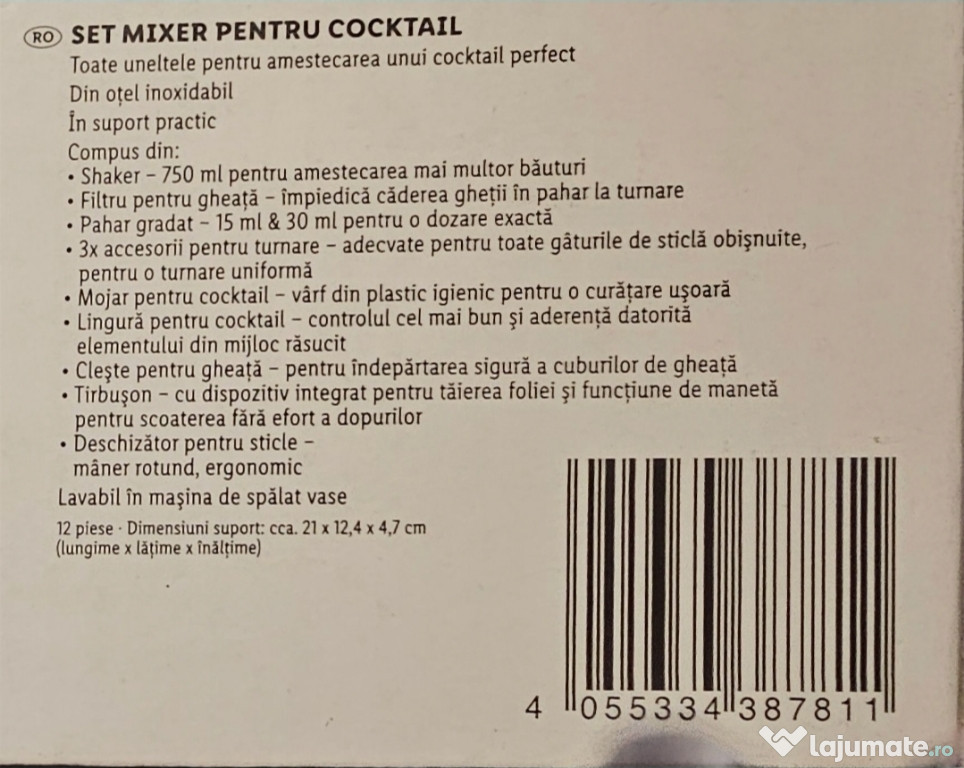 RO SET MIXER PENTRU COCKTAIL
Toate uneltele pentru amestecarea unui cocktail perfect
Din oțel inoxidabil
În suport practic
Compus din:
• Shaker – 750 ml pentru amestecarea mai multor băuturi
• Filtru pentru gheață – împiedică căderea gheții în pahar la turnare
• Pahar gradat – 15 ml & 30 ml pentru o dozare exactă
• 3x accesorii pentru turnare – adecvate pentru toate gâturile de sticlă obișnuite,
pentru o turnare uniformă
• Mojar pentru cocktail – vârf din plastic igienic pentru o curățare ușoară
• Lingură pentru cocktail – controlul cel mai bun și aderență datorită
elementului din mijloc răsucit
• Clește pentru gheață – pentru îndepărtarea sigură a cuburilor de gheață
• Tirbușon – cu dispozitiv integrat pentru tăierea foliei și funcțiune de manetă
pentru scoaterea fără efort a dopurilor
• Deschizător pentru sticle –
mâner rotund, ergonomic
Lavabil în mașina de spălat vase
12 piese · Dimensiuni suport: cca. 21 x 12,4 x 4,7 cm
(lungime x lățime x înălțime)
4 055334 387811
lajumate.ro